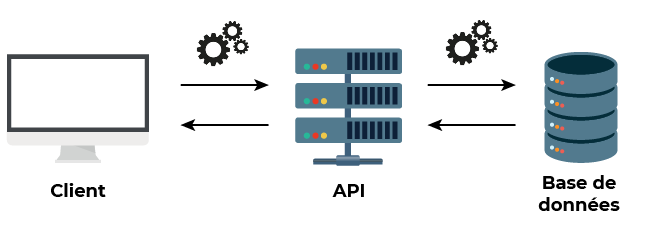 Client
API
Base de
données